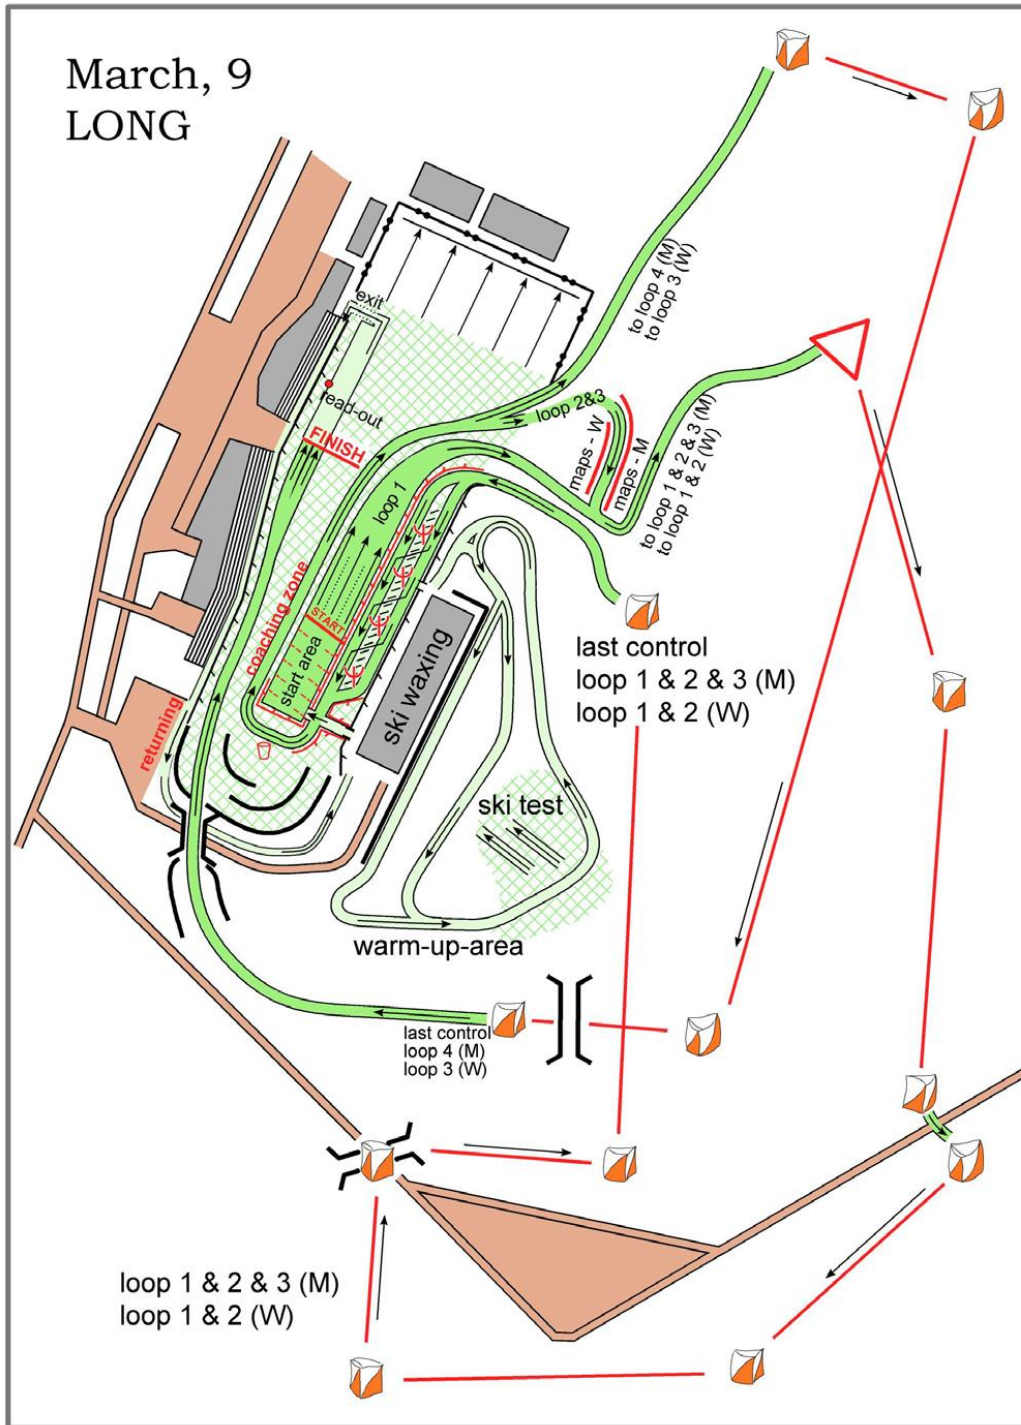 March, 9
LONG
to loop 4 (M)
to loop 3 (W)
exit
read-out
FINISH
loop 2&3
maps - W
maps - M
to loop 1 & 2 & 3 (M)
to loop 1 & 2 (W)
loop 1
coaching zone
START
start area
ski waxing
last control
loop 1 & 2 & 3 (M)
loop 1 & 2 (W)
returning
ski test
warm-up-area
last control
loop 4 (M)
loop 3 (W)
loop 1 & 2 & 3 (M)
loop 1 & 2 (W)